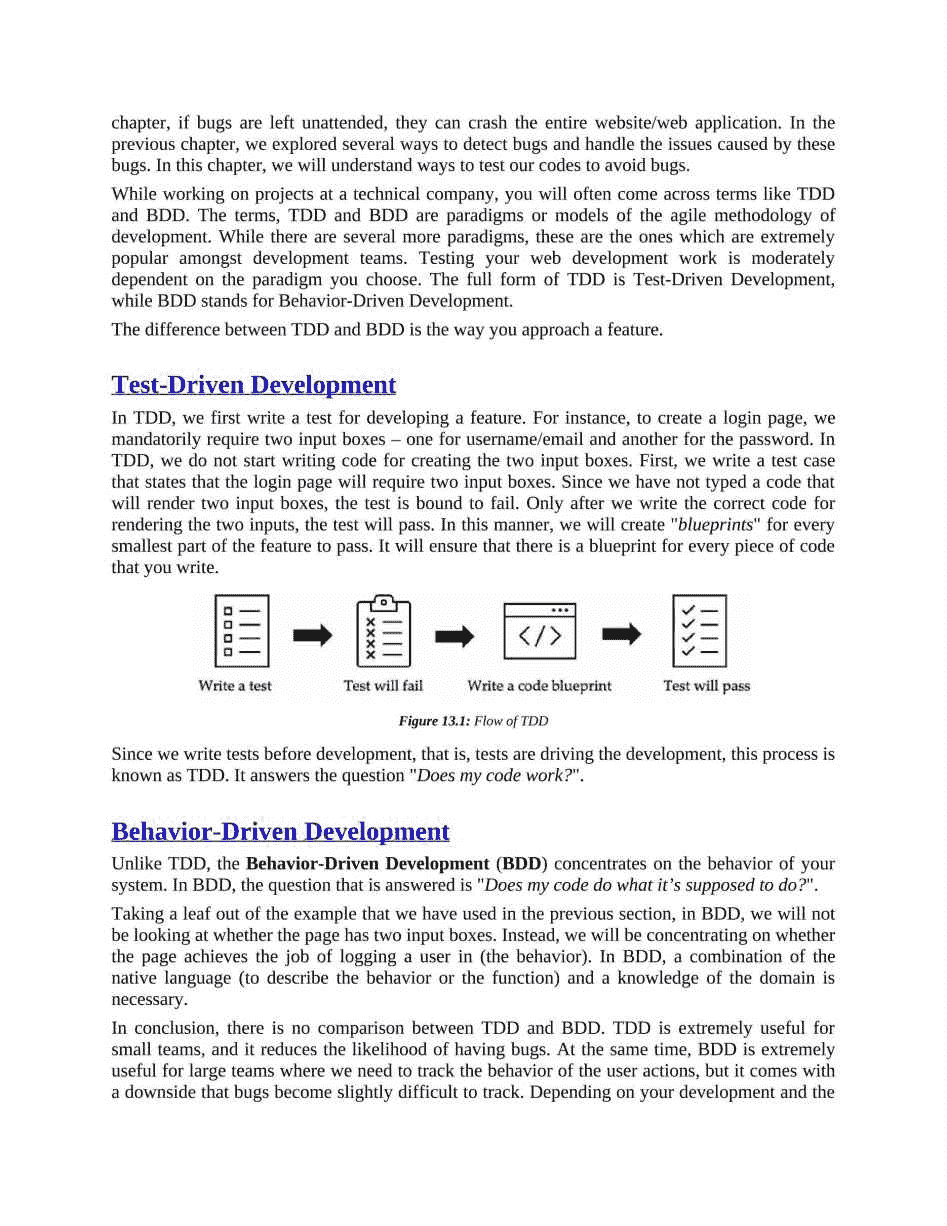 chapter, if bugs are left unattended, they can crash the entire website/web application. In the
previous chapter, we explored several ways to detect bugs and handle the issues caused by these
bugs. In this chapter, we will understand ways to test our codes to avoid bugs.
While working on projects at a technical company, you will often come across terms like TDD
and BDD. The terms, TDD and BDD are paradigms or models of the agile methodology of
development. While there are several more paradigms, these are the ones which are extremely
popular amongst development teams. Testing your web development work is moderately
dependent on the paradigm you choose. The full form of TDD is Test-Driven Development,
while BDD stands for Behavior-Driven Development.
The difference between TDD and BDD is the way you approach a feature.
Test-Driven Development
In TDD, we first write a test for developing a feature. For instance, to create a login page, we
mandatorily require two input boxes – one for username/email and another for the password. In
TDD, we do not start writing code for creating the two input boxes. First, we write a test case
that states that the login page will require two input boxes. Since we have not typed a code that
will render two input boxes, the test is bound to fail. Only after we write the correct code for
rendering the two inputs, the test will pass. In this manner, we will create "blueprints" for every
smallest part of the feature to pass. It will ensure that there is a blueprint for every piece of code
that you write.
</>
Write a test Test will fail Write a code blueprint Test will pass
Figure 13.1: Flow of TDD
Since we write tests before development, that is, tests are driving the development, this process is
known as TDD. It answers the question "Does my code work?".
Behavior-Driven Development
Unlike TDD, the Behavior-Driven Development (BDD) concentrates on the behavior of your
system. In BDD, the question that is answered is "Does my code do what it’s supposed to do?".
Taking a leaf out of the example that we have used in the previous section, in BDD, we will not
be looking at whether the page has two input boxes. Instead, we will be concentrating on whether
the page achieves the job of logging a user in (the behavior). In BDD, a combination of the
native language (to describe the behavior or the function) and a knowledge of the domain is
necessary.
In conclusion, there is no comparison between TDD and BDD. TDD is extremely useful for
small teams, and it reduces the likelihood of having bugs. At the same time, BDD is extremely
useful for large teams where we need to track the behavior of the user actions, but it comes with
a downside that bugs become slightly difficult to track. Depending on your development and the